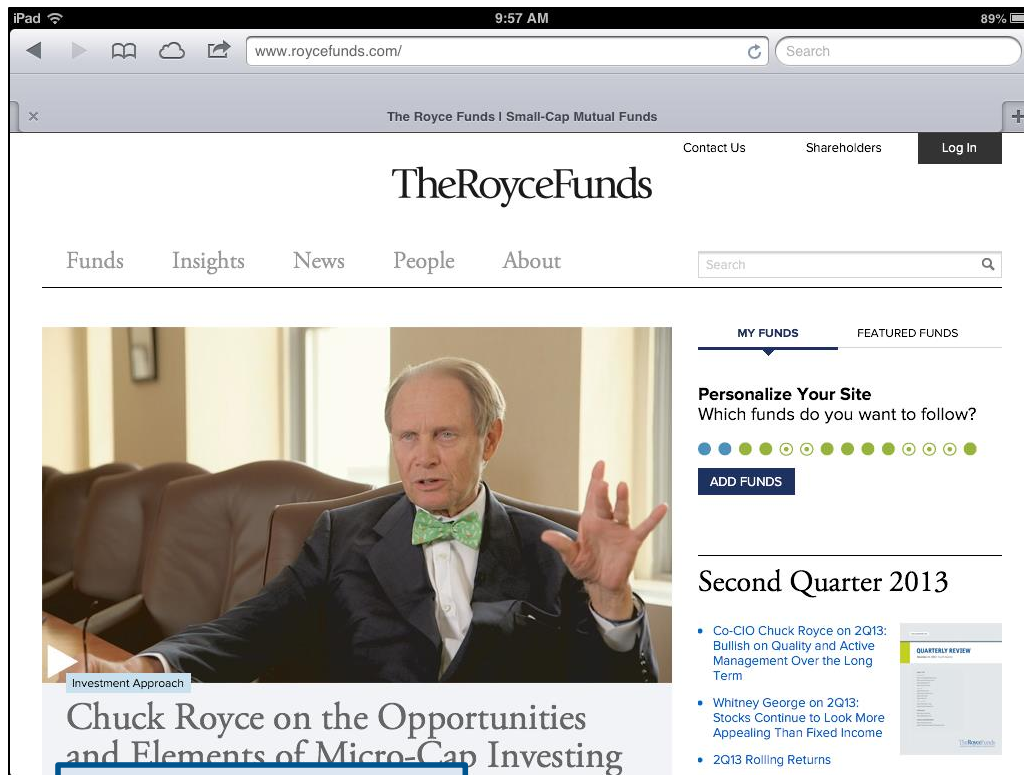 iPad 9:57 AM 89%
www.roycefunds.com/ Search
The Royce Funds | Small-Cap Mutual Funds
Contact Us Shareholders Log In
TheRoyceFunds
Funds Insights News People About Search
MY FUNDS FEATURED FUNDS
Personalize Your Site
Which funds do you want to follow?
ADD FUNDS
Second Quarter 2013
Co-CIO Chuck Royce on 2Q13:
Bullish on Quality and Active
Management Over the Long
Term
QUARTERLY REVIEW
TheRoyceFunds
Whitney George on 2Q13:
Stocks Continue to Look More
Appealing Than Fixed Income
2Q13 Rolling Returns
Investment Approach
Chuck Royce on the Opportunities
and Elements of Micro-Cap Investing